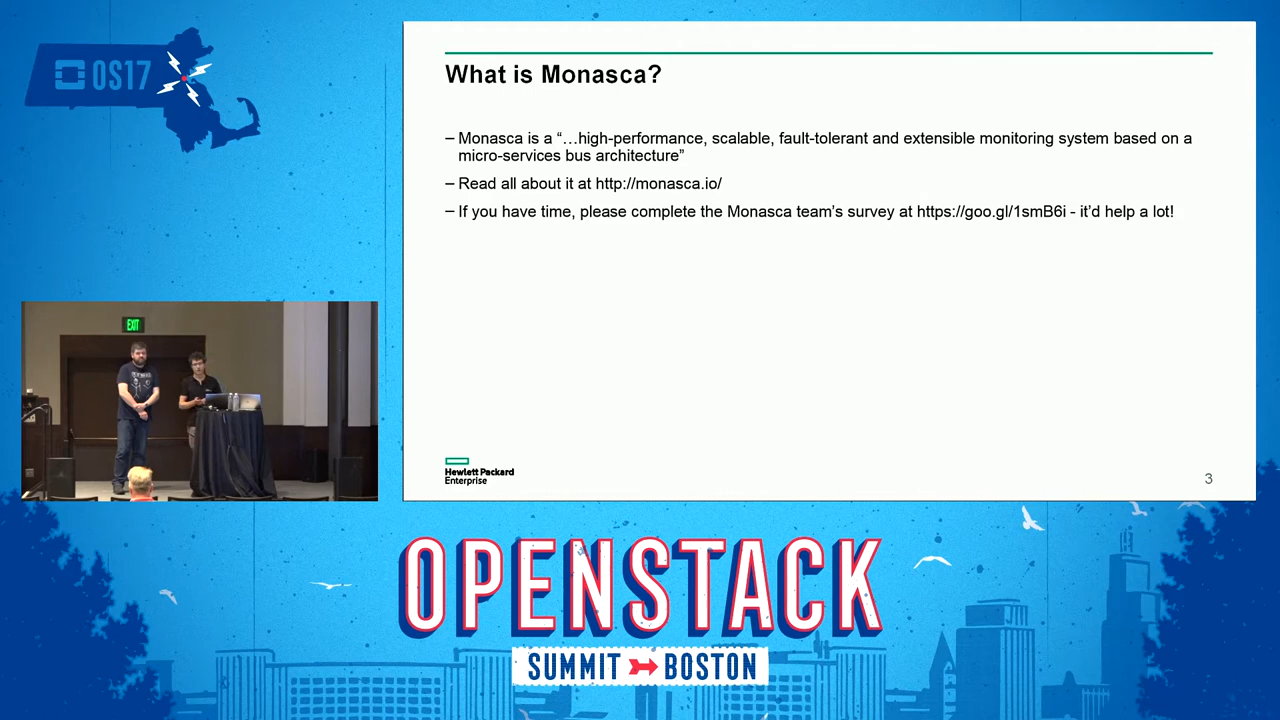 OS17
What is Monasca?
– Monasca is a “…high-performance, scalable, fault-tolerant and extensible monitoring system based on a
micro-services bus architecture”
– Read all about it at http://monasca.io/
– If you have time, please complete the Monasca team’s survey at https://goo.gl/1smB6i - it’d help a lot!
Hewlett Packard
Enterprise
3
EXIT
OPENSTACK
SUMMIT BOSTON